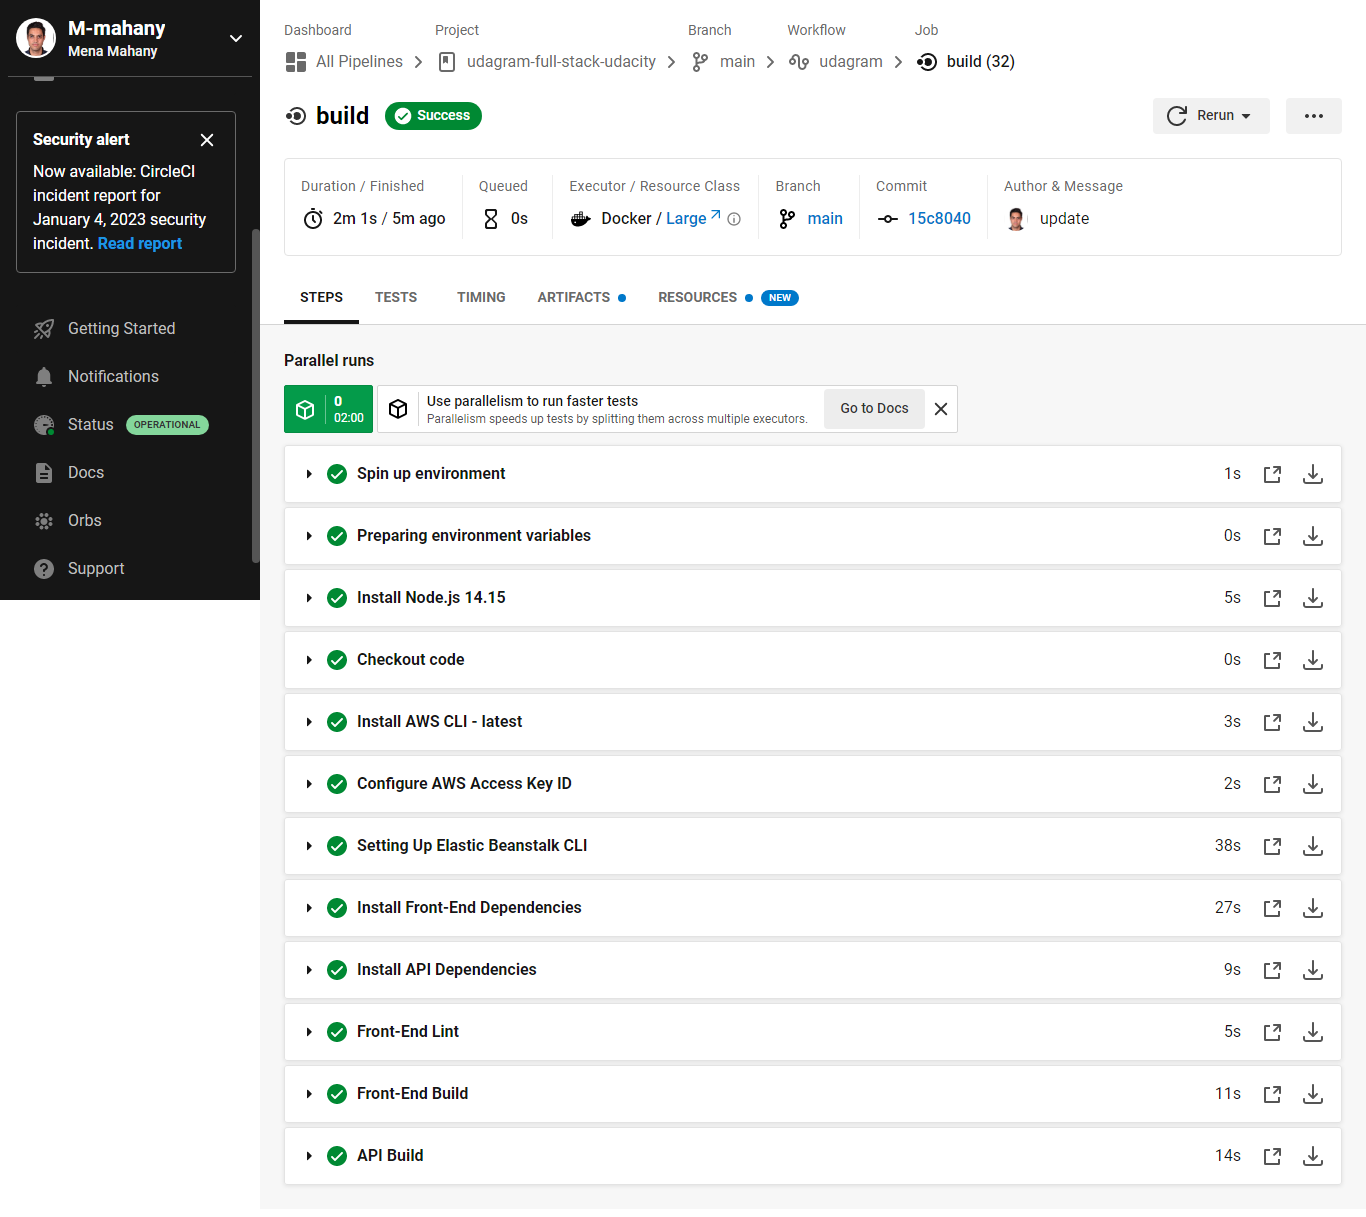 M-mahany
Mena Mahany
Security alert
Now available: CircleCI
incident report for
January 4, 2023 security
incident. Read report
Getting Started
Notifications
Status OPERATIONAL
Docs
Orbs
Support
Dashboard Project Branch Workflow Job
All Pipelines udagram-full-stack-udacity main udagram build (32)
build Success Rerun
Duration / Finished Queued Executor / Resource Class Branch Commit Author & Message
2m 1s / 5m ago 0s Docker / Large main 15c8040 update
STEPS TESTS TIMING ARTIFACTS RESOURCES NEW
Parallel runs
0
02:00
Use parallelism to run faster tests
Parallelism speeds up tests by splitting them across multiple executors.
Go to Docs
Spin up environment 1s
Preparing environment variables 0s
Install Node.js 14.15 5s
Checkout code 0s
Install AWS CLI - latest 3s
Configure AWS Access Key ID 2s
Setting Up Elastic Beanstalk CLI 38s
Install Front-End Dependencies 27s
Install API Dependencies 9s
Front-End Lint 5s
Front-End Build 11s
API Build 14s